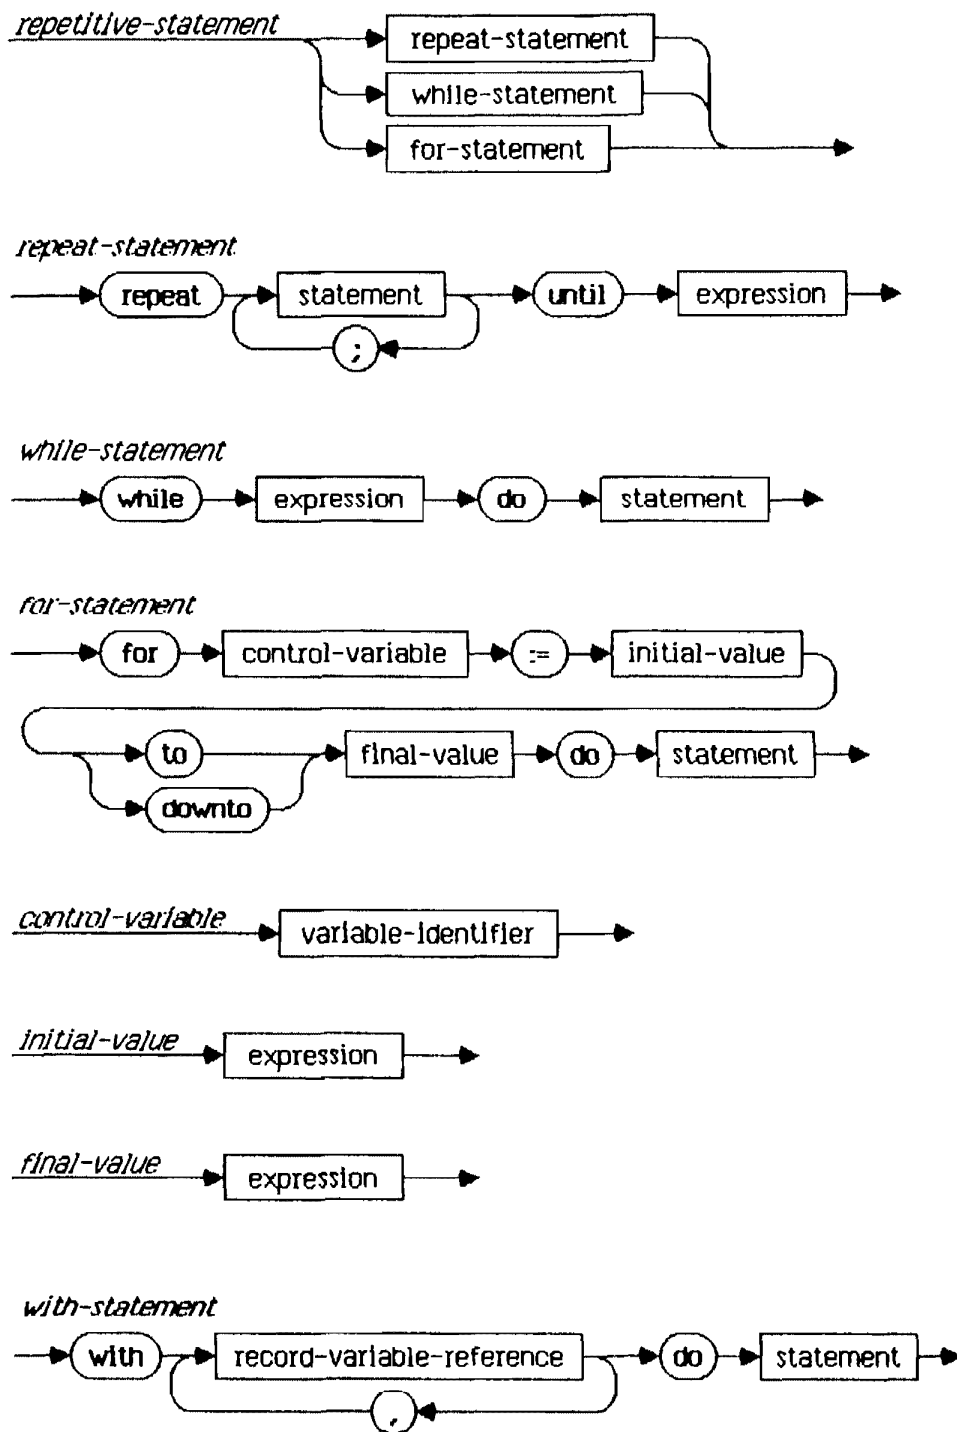 repetitive-statement
repeat-statement
while-statement
for-statement
repeat-statement
repeat statement until expression
;
while-statement
while expression do statement
for-statement
for control-variable := initial-value
to final-value do statement
downto
control-variable
variable-identifier
initial-value
expression
final-value
expression
with-statement
with record-variable-reference do statement
,